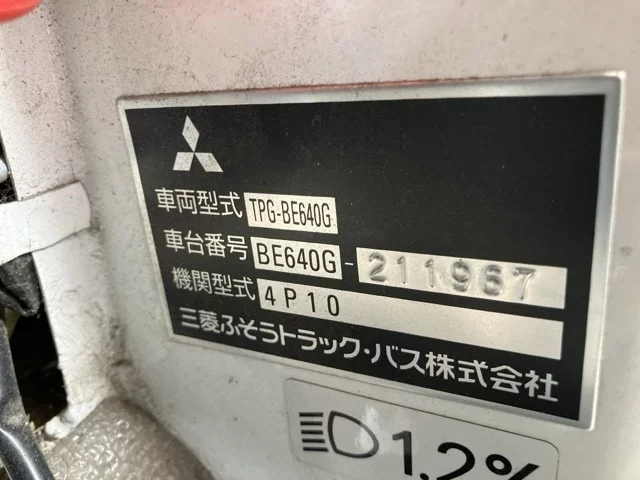 車両型式 TPG-BE640G
車台番号 BE640G-211967
機関型式 4P10
三菱ふそうトラック・バス株式会社
1.2%